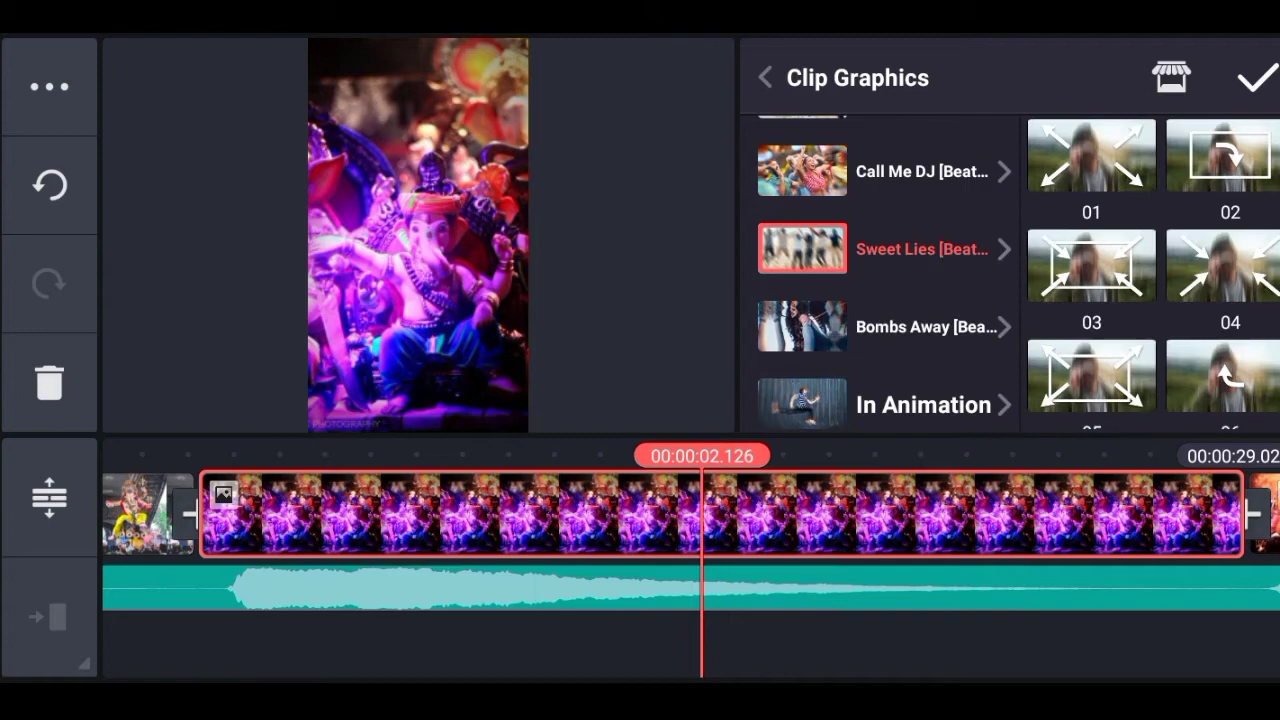 Clip Graphics
Call Me DJ [Beat...
Sweet Lies [Beat...
Bombs Away [Bea...
In Animation
01
02
03
04
PHOTOGRAPHY
00:00:02.126
00:00:29.02